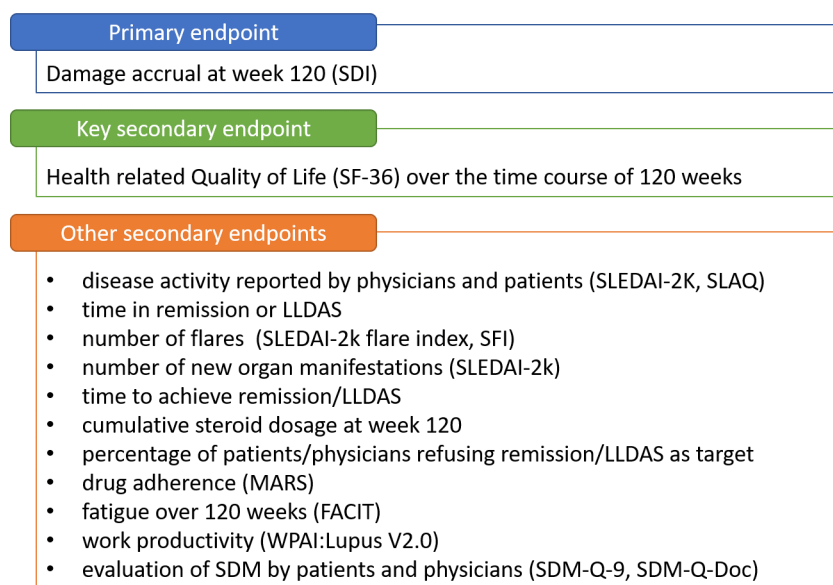 Primary endpoint
Damage accrual at week 120 (SDI)
Key secondary endpoint
Health related Quality of Life (SF-36) over the time course of 120 weeks
Other secondary endpoints
• disease activity reported by physicians and patients (SLEDAI-2K, SLAQ)
• time in remission or LLDAS
• number of flares (SLEDAI-2k flare index, SFI)
• number of new organ manifestations (SLEDAI-2k)
• time to achieve remission/LLDAS
• cumulative steroid dosage at week 120
• percentage of patients/physicians refusing remission/LLDAS as target
• drug adherence (MARS)
• fatigue over 120 weeks (FACIT)
• work productivity (WPAI:Lupus V2.0)
• evaluation of SDM by patients and physicians (SDM-Q-9, SDM-Q-Doc)